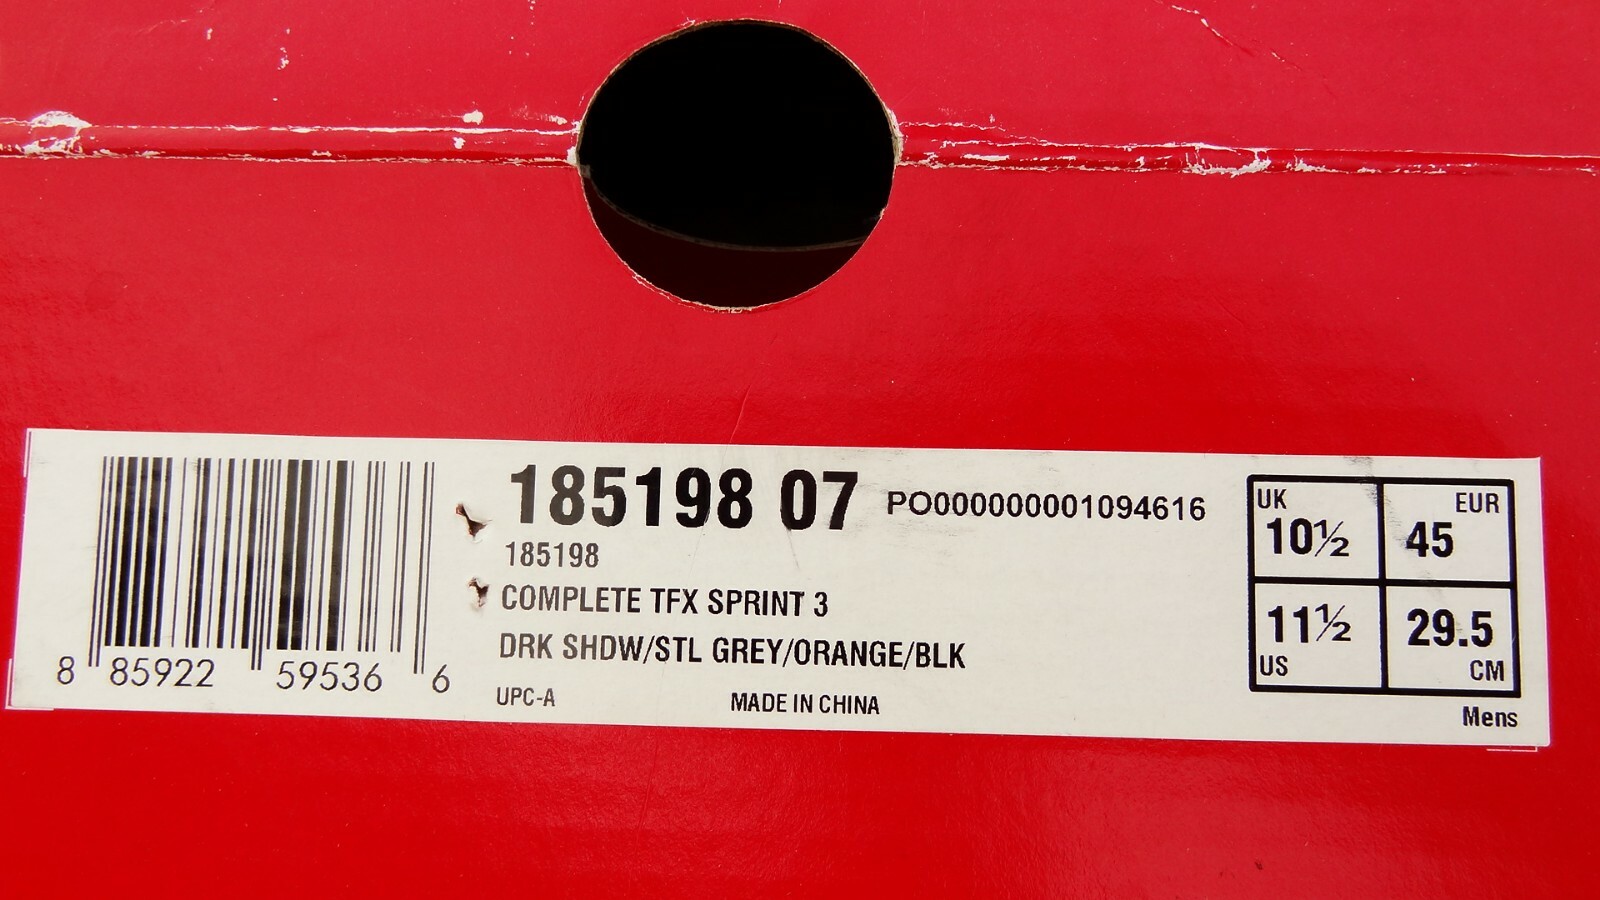 185198 07 PO000000001094616
185198
COMPLETE TFX SPRINT 3
DRK SHDW/STL GREY/ORANGE/BLK
UPC-A MADE IN CHINA
8 85922 59536 6
UK 10½ EUR 45
US 11½ CM 29.5
Mens